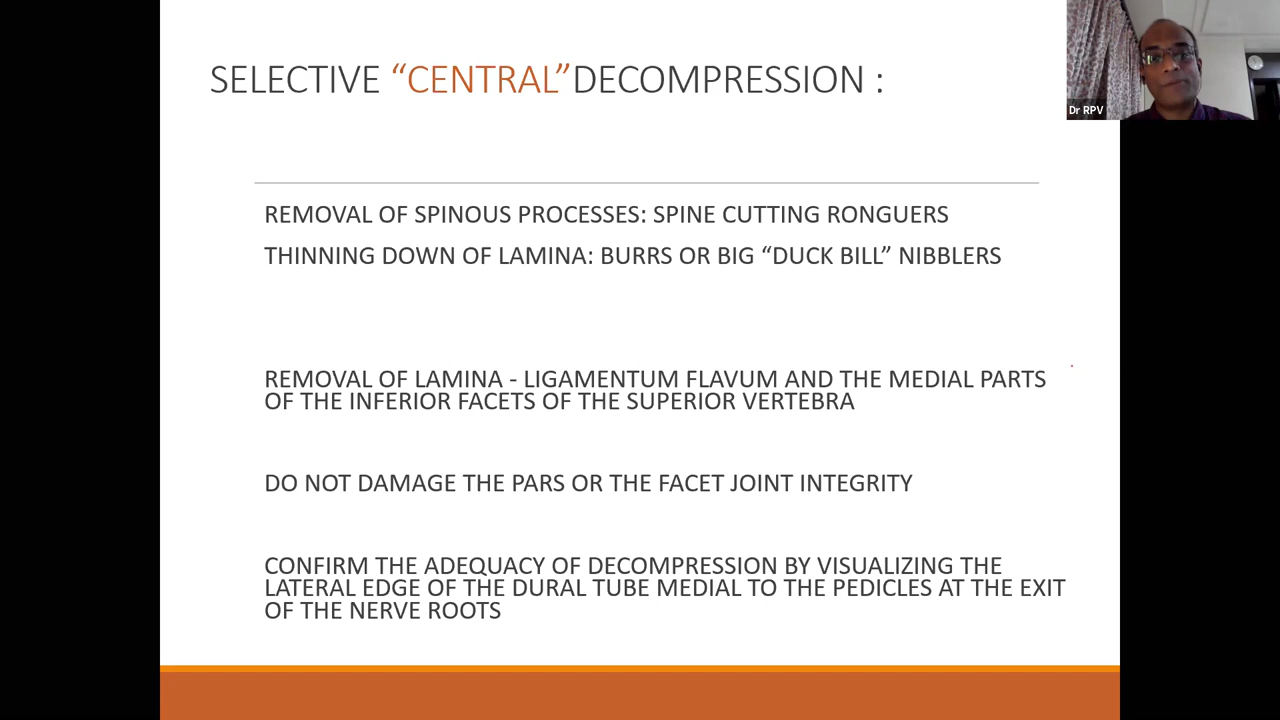 SELECTIVE “CENTRAL”DECOMPRESSION :
Dr RPV
REMOVAL OF SPINOUS PROCESSES: SPINE CUTTING RONGUERS
THINNING DOWN OF LAMINA: BURRS OR BIG “DUCK BILL” NIBBLERS
REMOVAL OF LAMINA - LIGAMENTUM FLAVUM AND THE MEDIAL PARTS
OF THE INFERIOR FACETS OF THE SUPERIOR VERTEBRA
DO NOT DAMAGE THE PARS OR THE FACET JOINT INTEGRITY
CONFIRM THE ADEQUACY OF DECOMPRESSION BY VISUALIZING THE
LATERAL EDGE OF THE DURAL TUBE MEDIAL TO THE PEDICLES AT THE EXIT
OF THE NERVE ROOTS